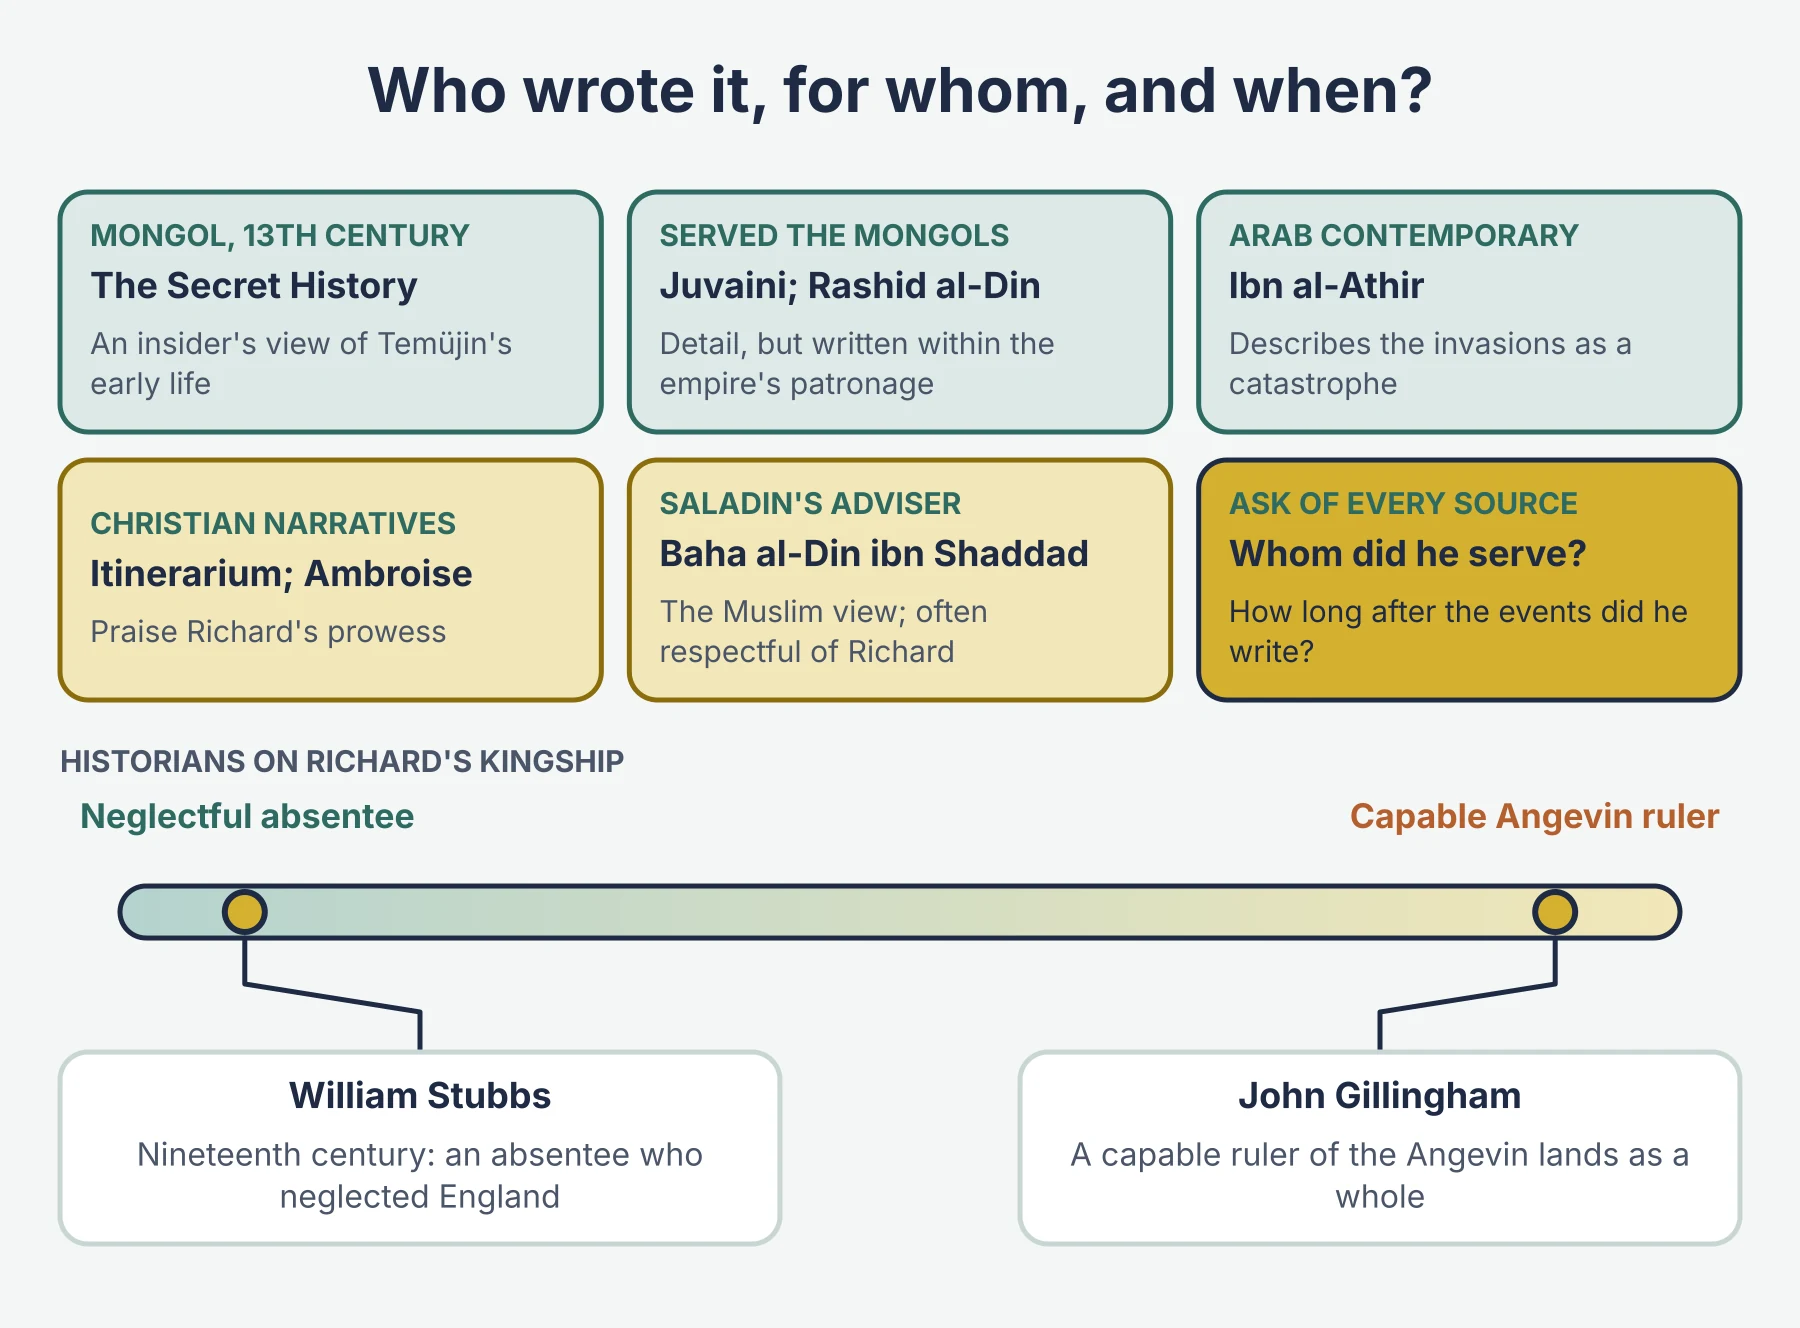 Who wrote it, for whom, and when?
MONGOL, 13TH CENTURY
The Secret History
An insider's view of Temüjin's
early life
SERVED THE MONGOLS
Juvaini; Rashid al-Din
Detail, but written within the
empire's patronage
ARAB CONTEMPORARY
Ibn al-Athir
Describes the invasions as a
catastrophe
CHRISTIAN NARRATIVES
Itinerarium; Ambroise
Praise Richard's prowess
SALADIN'S ADVISER
Baha al-Din ibn Shaddad
The Muslim view; often
respectful of Richard
ASK OF EVERY SOURCE
Whom did he serve?
How long after the events did he
write?
HISTORIANS ON RICHARD'S KINGSHIP
Neglectful absentee
Capable Angevin ruler
William Stubbs
Nineteenth century: an absentee who
neglected England
John Gillingham
A capable ruler of the Angevin lands as a
whole